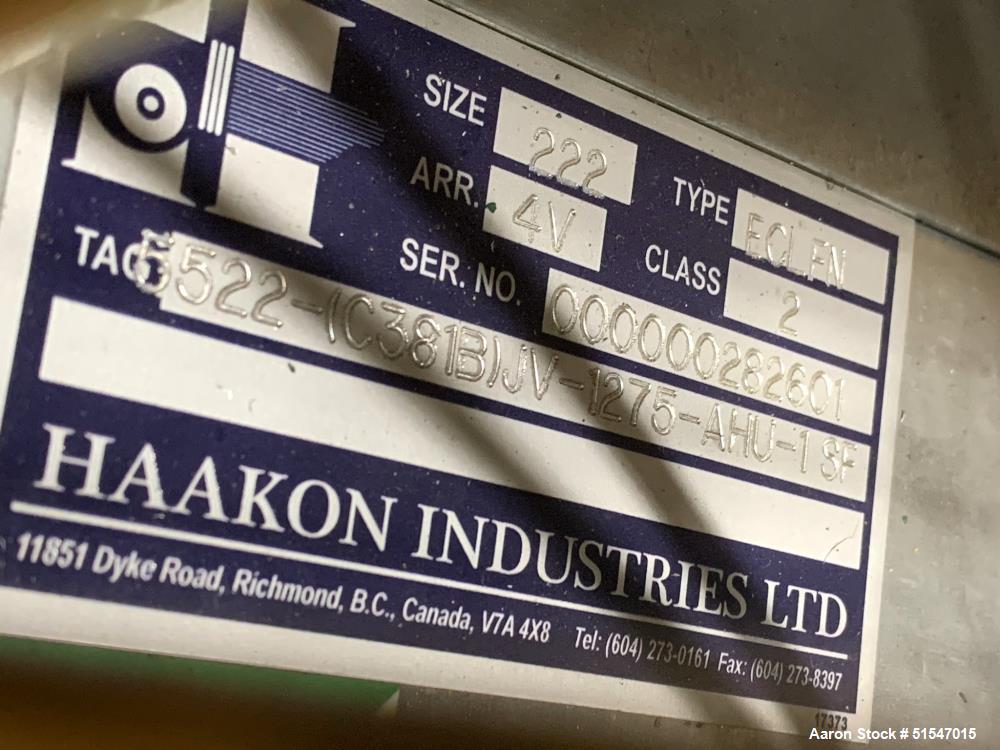 SIZE 222 TYPE ECLFN
ARR. 4V CLASS 2
SER. NO. 00000282601
TAG 5522-(C381B)JV-1275-AHU-1 SF
HAAKON INDUSTRIES LTD
11851 Dyke Road, Richmond, B.C., Canada, V7A 4X8 Tel: (604) 273-0161 Fax: (604) 273-8397
17373
Aaron Stock # 51547015